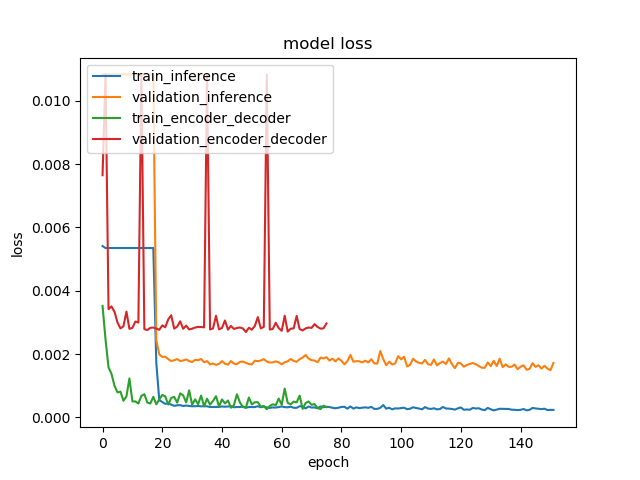 model loss
train_inference
validation_inference
train_encoder_decoder
validation_encoder_decoder
0.010
0.008
0.006
0.004
0.002
0.000
loss
0 20 40 60 80 100 120 140
epoch